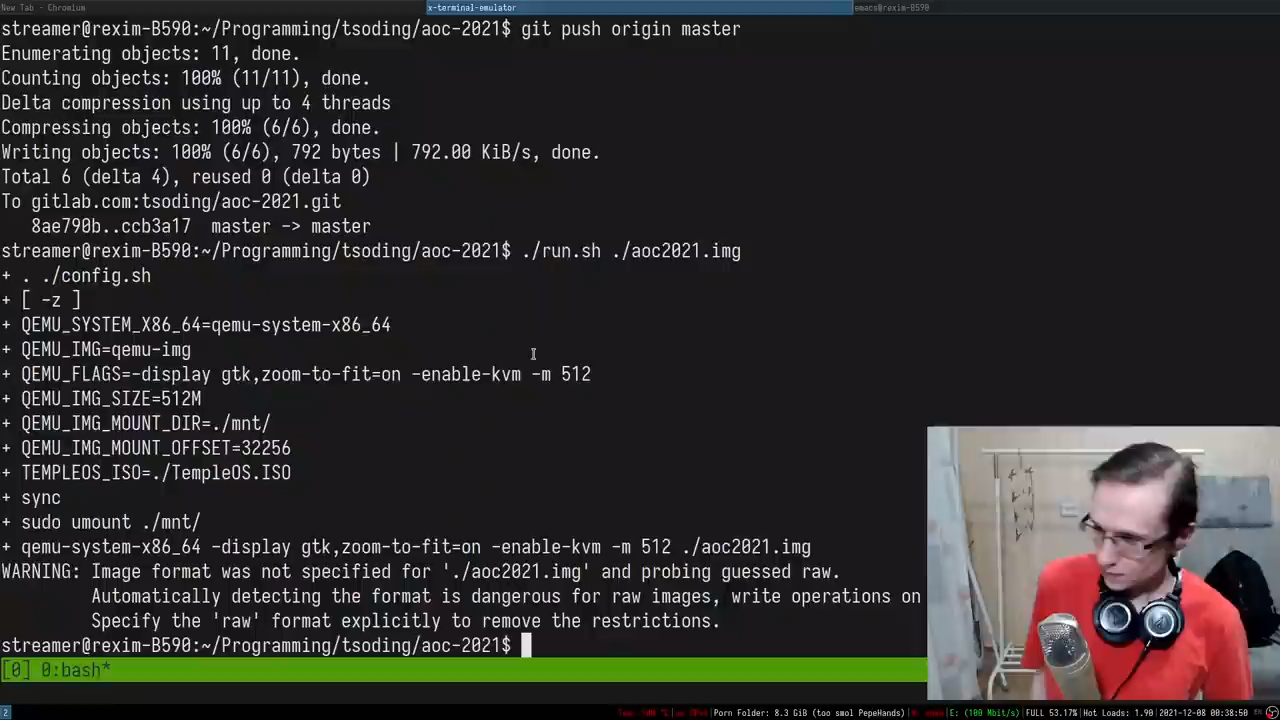 New Tab - Chromium
x-terminal-emulator
emacs@rexim-B590
streamer@rexim-B590:~/Programming/tsoding/aoc-2021$ git push origin master
Enumerating objects: 11, done.
Counting objects: 100% (11/11), done.
Delta compression using up to 4 threads
Compressing objects: 100% (6/6), done.
Writing objects: 100% (6/6), 792 bytes | 792.00 KiB/s, done.
Total 6 (delta 4), reused 0 (delta 0)
To gitlab.com:tsoding/aoc-2021.git
8ae790b..ccb3a17  master -> master
streamer@rexim-B590:~/Programming/tsoding/aoc-2021$ ./run.sh ./aoc2021.img
+ . ./config.sh
+ [ -z ]
+ QEMU_SYSTEM_X86_64=qemu-system-x86_64
+ QEMU_IMG=qemu-img
+ QEMU_FLAGS=-display gtk,zoom-to-fit=on -enable-kvm -m 512
+ QEMU_IMG_SIZE=512M
+ QEMU_IMG_MOUNT_DIR=./mnt/
+ QEMU_IMG_MOUNT_OFFSET=32256
+ TEMPLEOS_ISO=./TempleOS.ISO
+ sync
+ sudo umount ./mnt/
+ qemu-system-x86_64 -display gtk,zoom-to-fit=on -enable-kvm -m 512 ./aoc2021.img
WARNING: Image format was not specified for './aoc2021.img' and probing guessed raw.
Automatically detecting the format is dangerous for raw images, write operations on
Specify the 'raw' format explicitly to remove the restrictions.
streamer@rexim-B590:~/Programming/tsoding/aoc-2021$
[0] 0:bash*
2
Porn Folder: 8.3 GiB (too smol PepeHands) E: (100 Mbit/s) FULL 53.17% Hot Loads: 1.90 2021-12-08 00:38:50